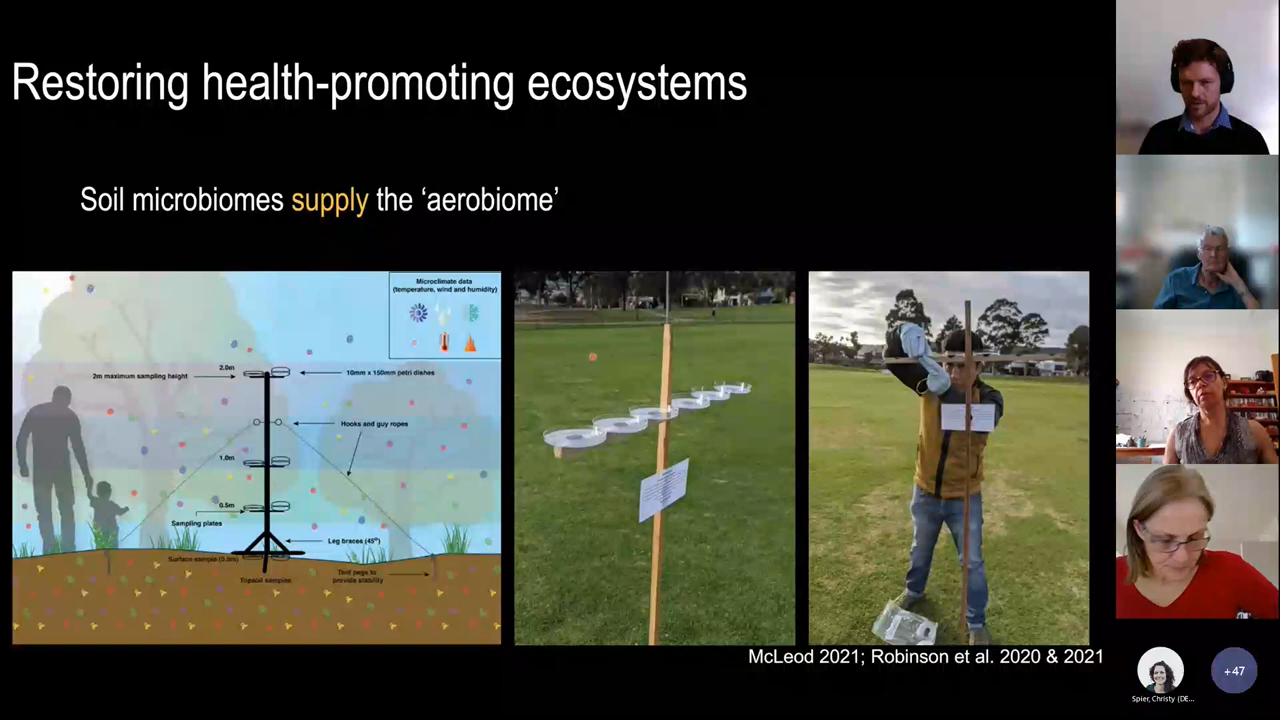 Restoring health-promoting ecosystems
Soil microbiomes supply the ‘aerobiome’
Microclimate data
(temperature, wind and humidity)
2.0m
2m maximum sampling height
10mm x 150mm petri dishes
Hooks and guy ropes
1.0m
0.5m
Sampling plates
Leg braces (45°)
Surface sample (0.0m)
Topsoil samples
Tent pegs to
provide stability
McLeod 2021; Robinson et al. 2020 & 2021
Spier, Christy (DE...
+47